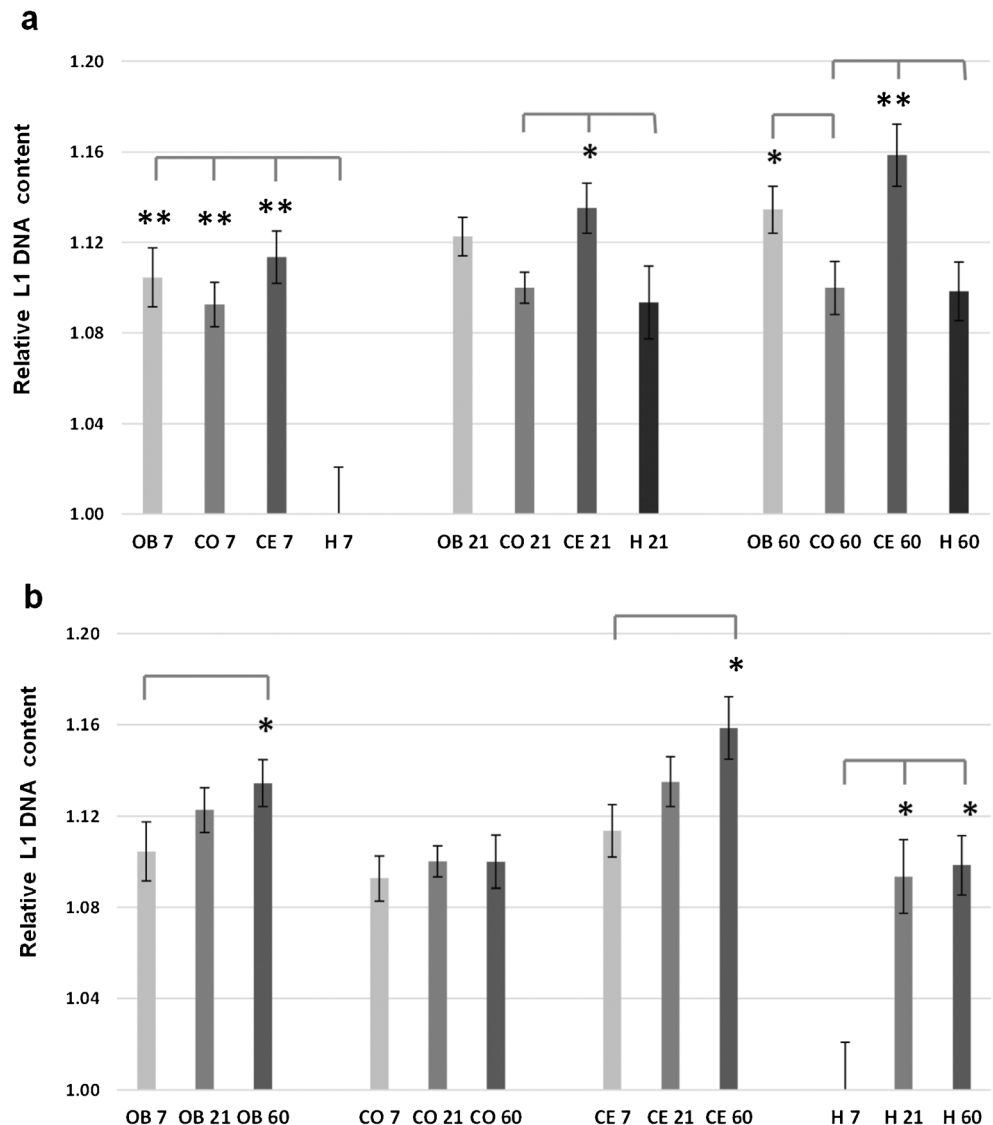 a
Relative L1 DNA content
1.20
**
1.16
*
*
** ** **
1.12
1.08
1.04
1.00
OB 7 CO 7 CE 7 H 7 OB 21 CO 21 CE 21 H 21 OB 60 CO 60 CE 60 H 60
b
Relative L1 DNA content
1.20
*
1.16
*
1.12
* *
1.08
1.04
1.00
OB 7 OB 21 OB 60 CO 7 CO 21 CO 60 CE 7 CE 21 CE 60 H 7 H 21 H 60